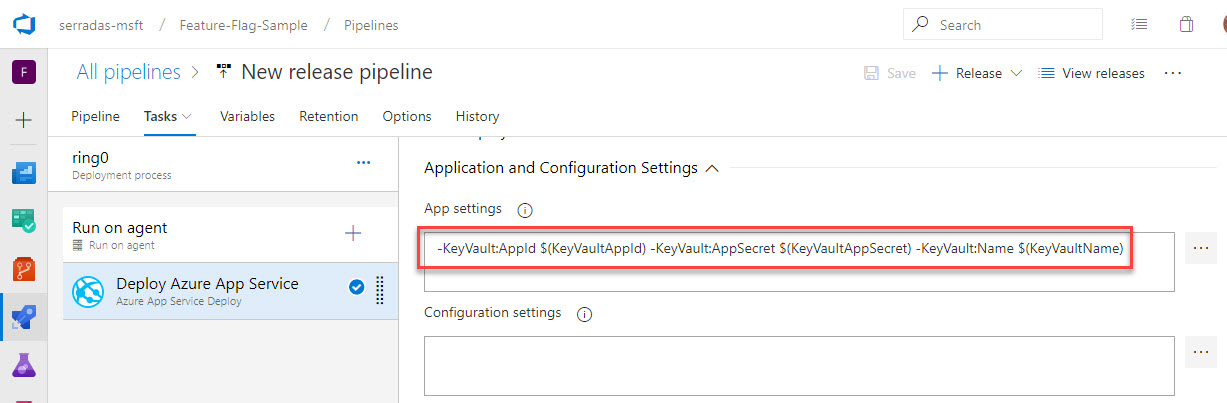 serradas-msft / Feature-Flag-Sample / Pipelines
Search
F
All pipelines > New release pipeline
Save
Release
View releases
Pipeline
Tasks
Variables
Retention
Options
History
ring0
Deployment process
Application and Configuration Settings
App settings
Run on agent
Run on agent
-KeyVault:AppId $(KeyVaultAppId) -KeyVault:AppSecret $(KeyVaultAppSecret) -KeyVault:Name $(KeyVaultName)
Deploy Azure App Service
Azure App Service Deploy
Configuration settings